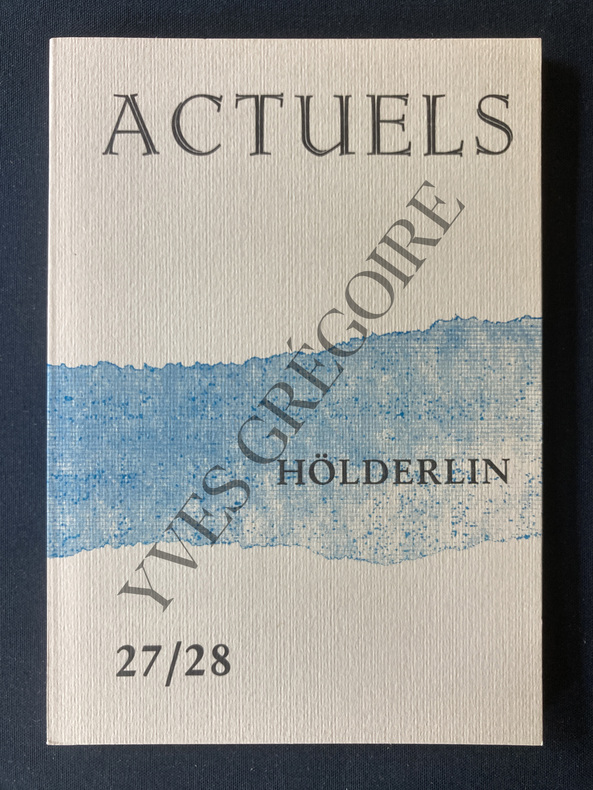 ACTUELS
YVES GRÉGOIRE
HÖLDERLIN
27/28